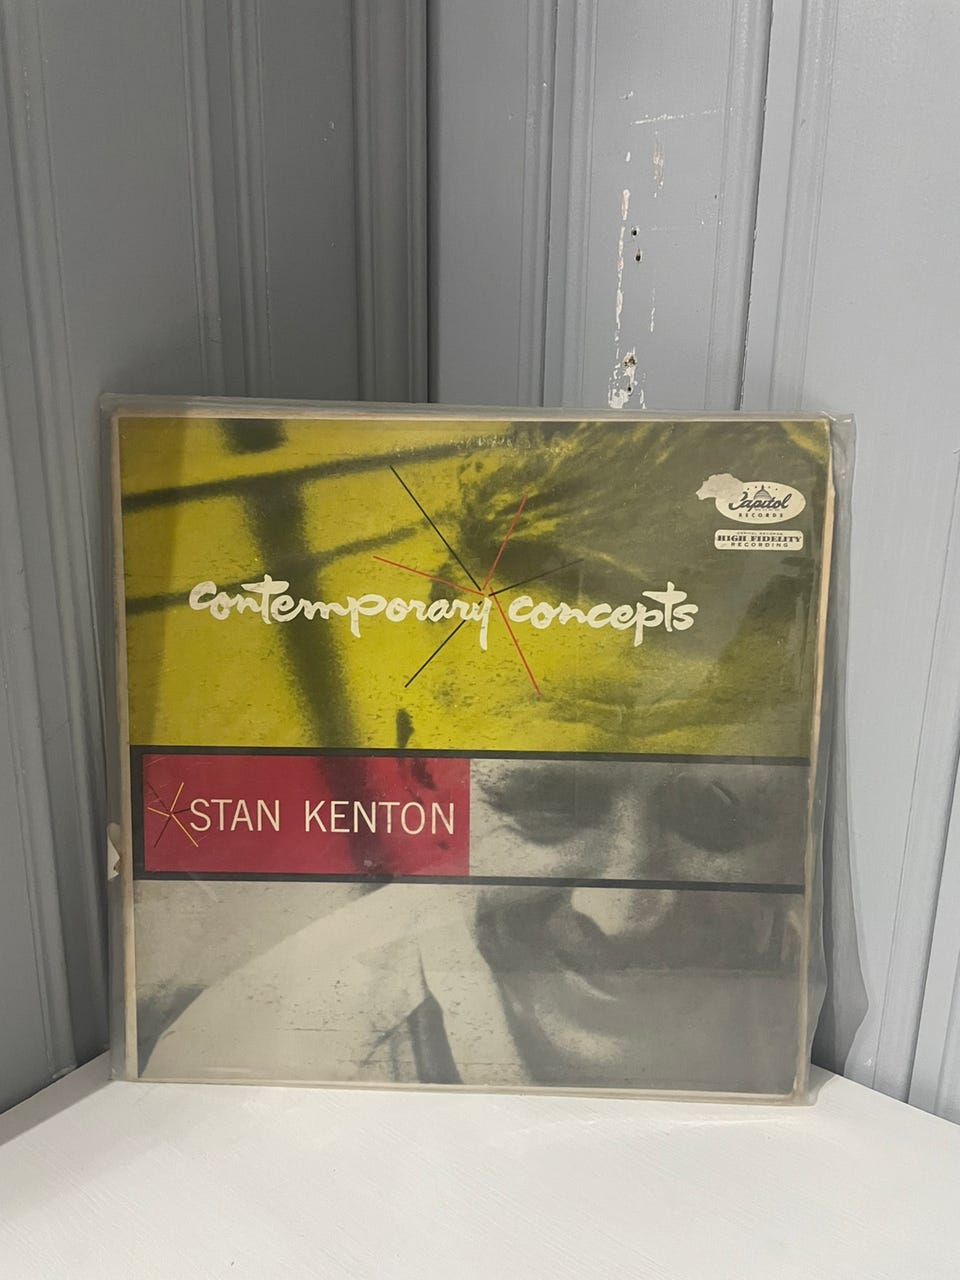 Capitol
RECORDS
HIGH FIDELITY
RECORDING
contemporary concepts
STAN KENTON